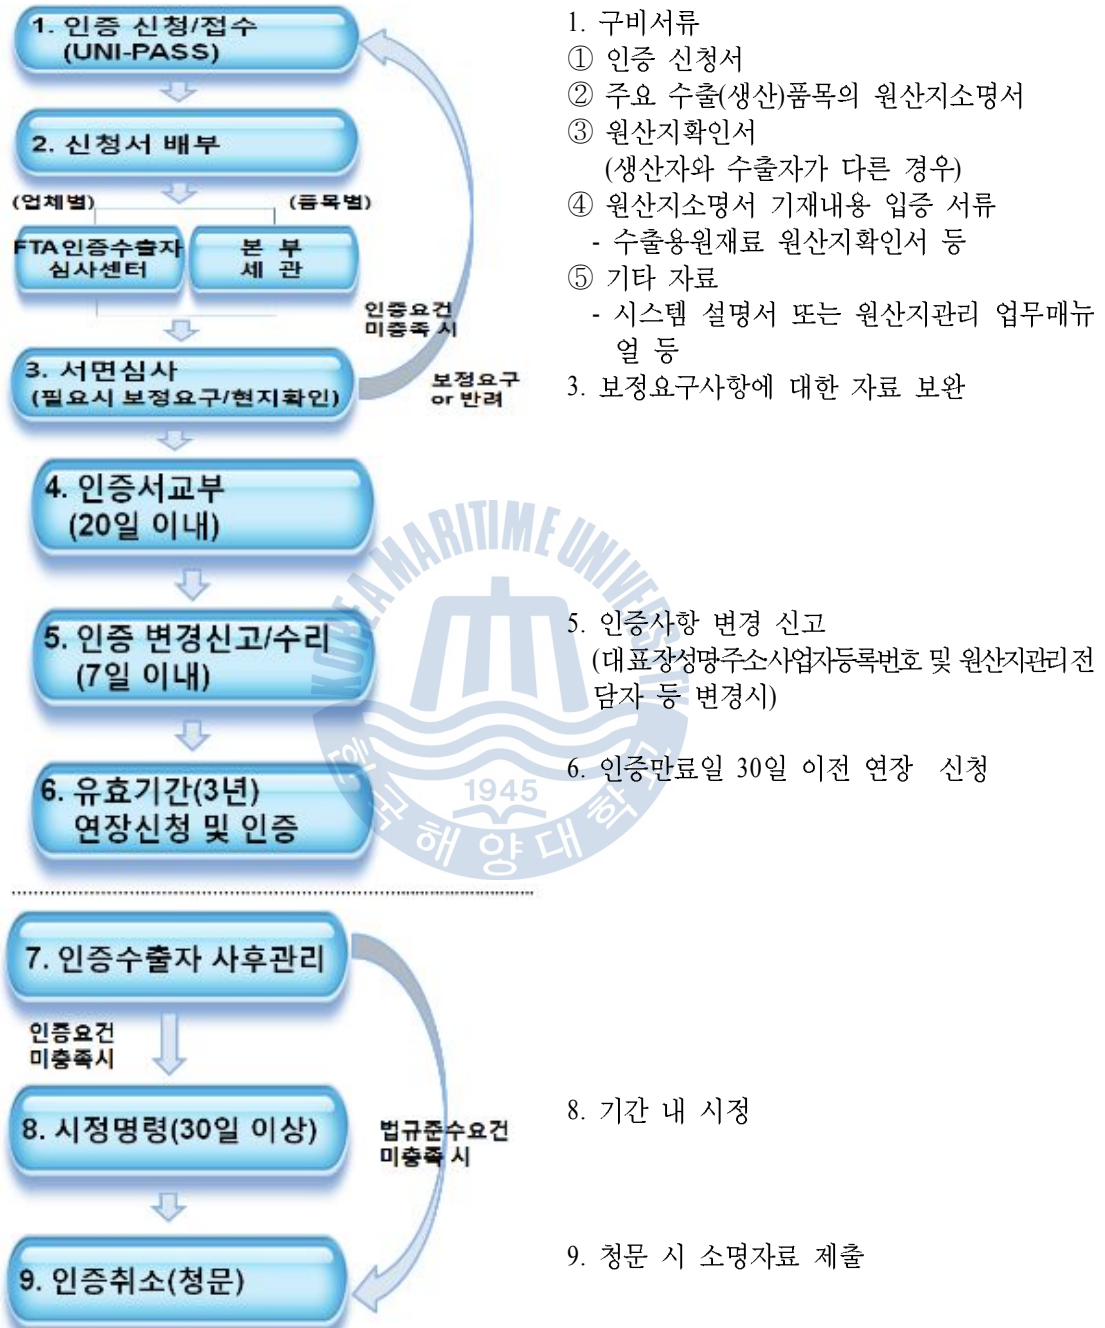 1. 인증 신청/접수
(UNI-PASS)
2. 신청서 배부
(업체별)
(품목별)
FTA인증수출자
심사센터
본 부
세 관
인증요건
미충족 시
3. 서면심사
(필요시 보정요구/현지확인)
보정요구
or 반려
4. 인증서교부
(20일 이내)
5. 인증 변경신고/수리
(7일 이내)
6. 유효기간(3년)
연장신청 및 인증
7. 인증수출자 사후관리
인증요건
미충족시
8. 시정명령(30일 이상)
법규준수요건
미충족 시
9. 인증취소(청문)
1. 구비서류
① 인증 신청서
② 주요 수출(생산)품목의 원산지소명서
③ 원산지확인서
(생산자와 수출자가 다른 경우)
④ 원산지소명서 기재내용 입증 서류
- 수출용원재료 원산지확인서 등
⑤ 기타 자료
- 시스템 설명서 또는 원산지관리 업무매뉴
얼 등
3. 보정요구사항에 대한 자료 보완
5. 인증사항 변경 신고
(대표장성명·주소·사업자등록번호 및 원산지관리전
담자 등 변경시)
6. 인증만료일 30일 이전 연장 신청
8. 기간 내 시정
9. 청문 시 소명자료 제출
KOREA MARITIME UNIVERSITY
1945
한국해양대학교